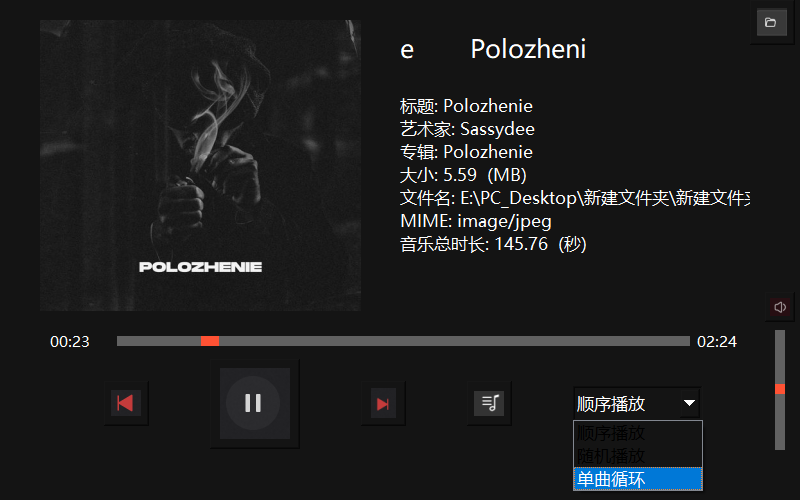 e Polozheni
标题: Polozhenie
艺术家: Sassydee
专辑: Polozhenie
大小: 5.59 (MB)
文件名: E:\PC_Desktop\新建文件夹\新建文件夹
MIME: image/jpeg
音乐总时长: 145.76 (秒)
POLOZHENIE
00:23
02:24
顺序播放
顺序播放
随机播放
单曲循环